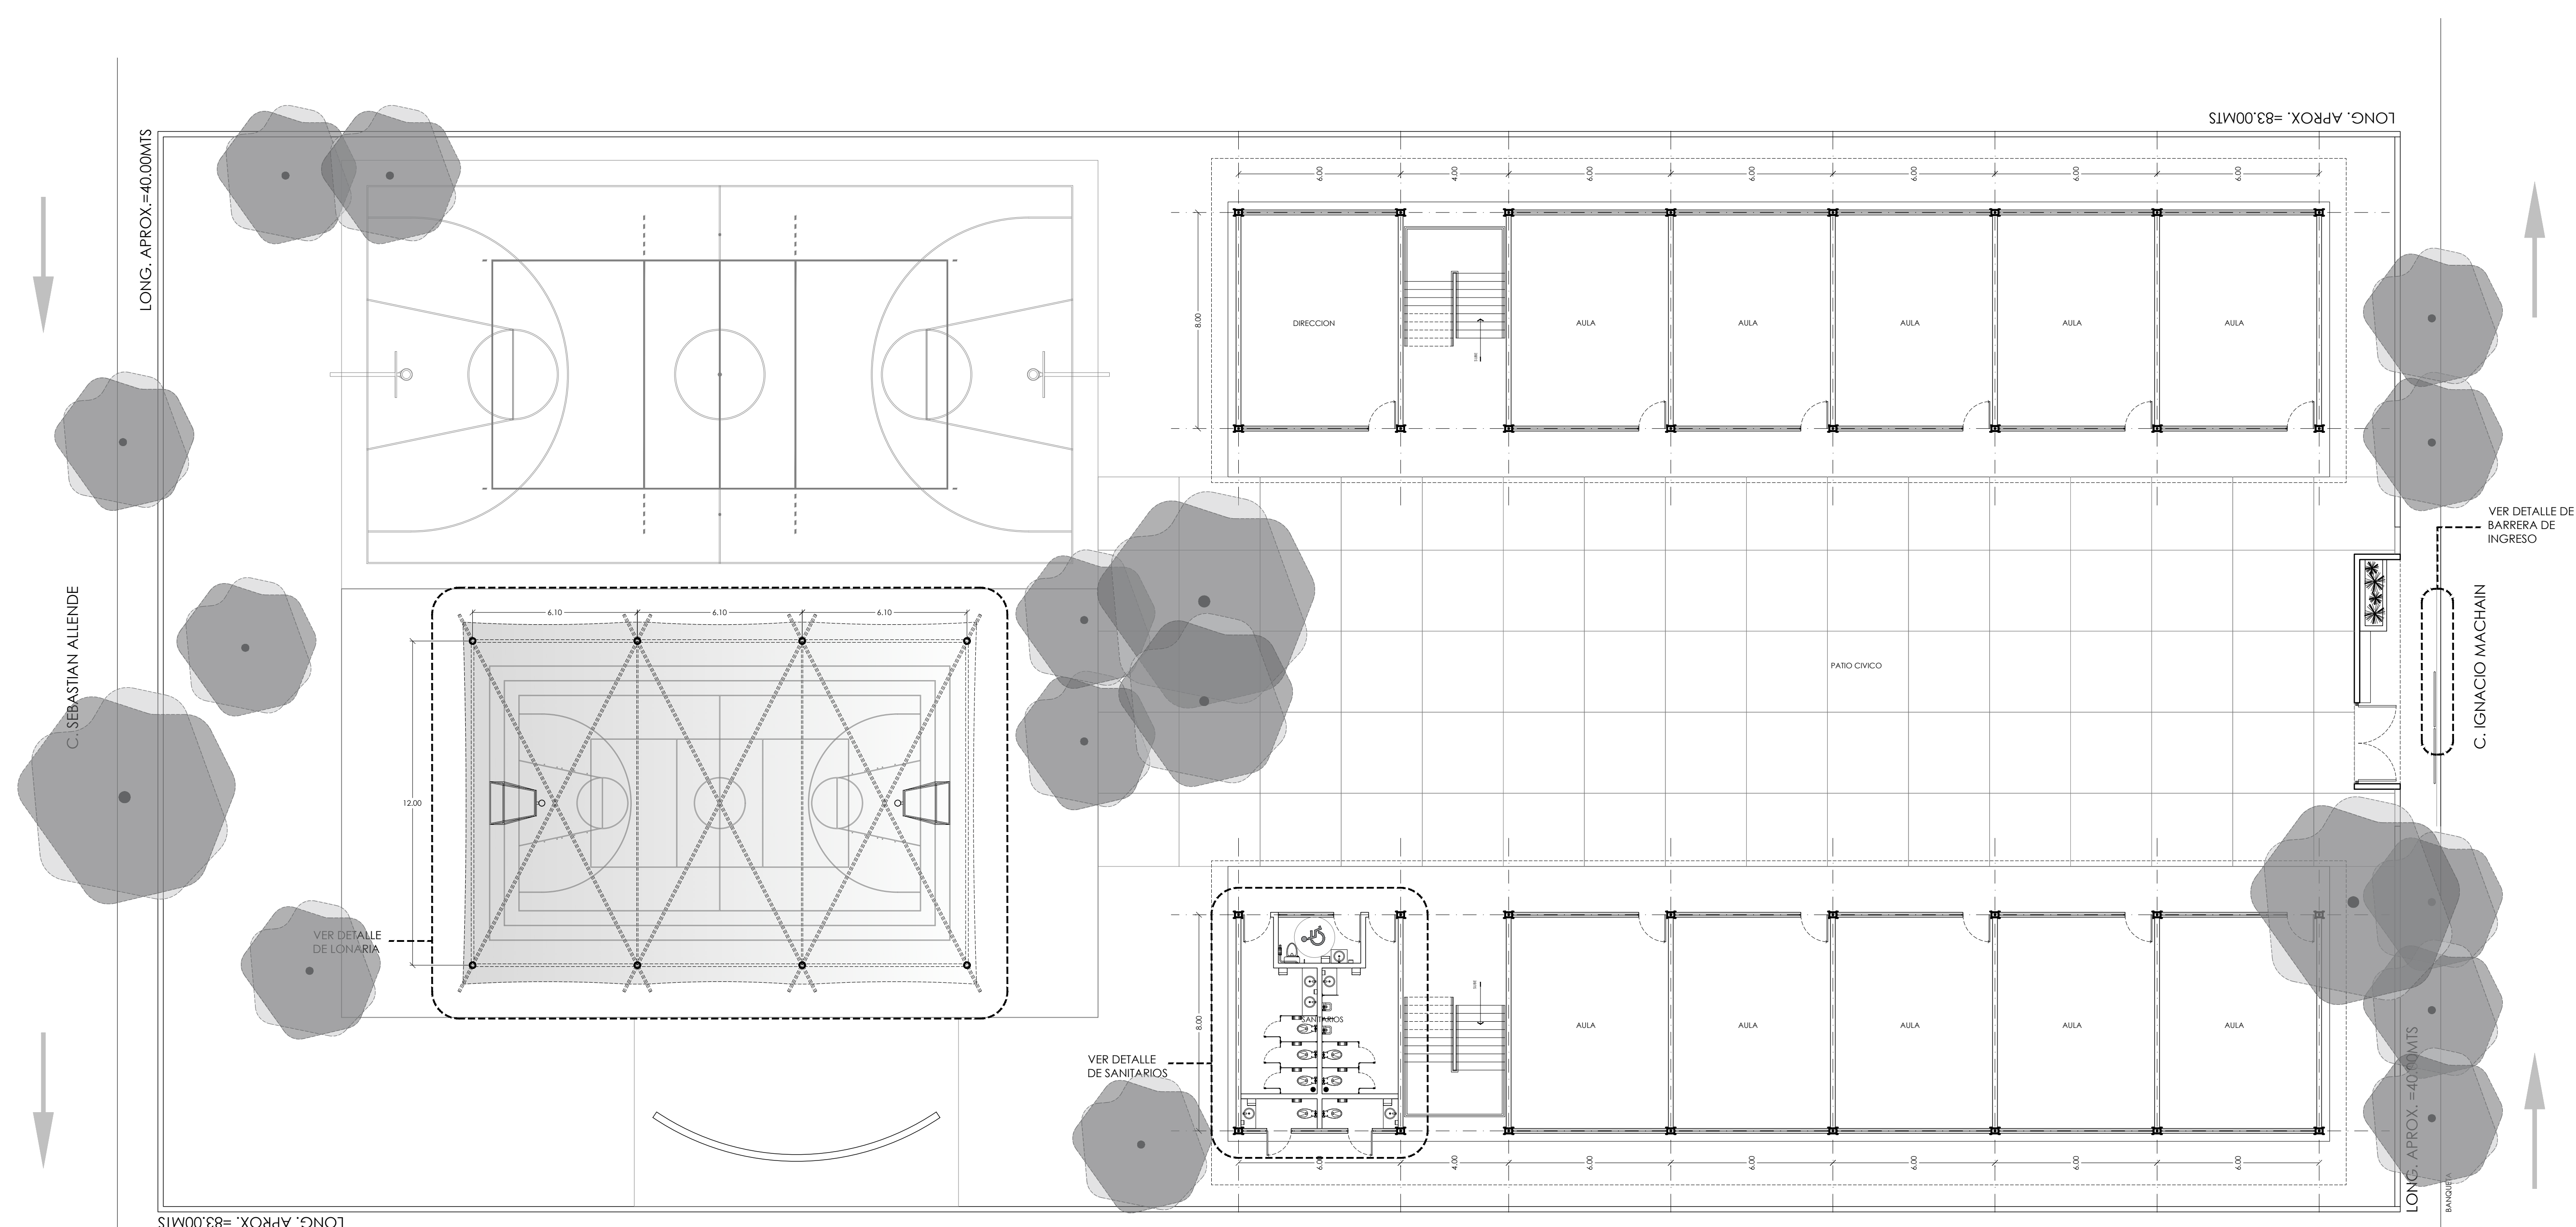 LONG. APROX. =83.00MTS
LONG. APROX.=40.00MTS
6.00
4.00
6.00
6.00
6.00
6.00
6.00
8.00
DIRECCION
AULA
AULA
AULA
AULA
AULA
VER DETALLE DE
BARRERA DE
INGRESO
C. SEBASTIAN ALLENDE
C. IGNACIO MACHAIN
6.10
6.10
6.10
12.00
PATIO CIVICO
VER DETALLE
DE LONARIA
8.00
SANITARIOS
AULA
AULA
AULA
AULA
AULA
VER DETALLE
DE SANITARIOS
6.00
4.00
6.00
6.00
6.00
6.00
6.00
LONG. APROX. =40.00MTS
BANQUETA
LONG. APROX. =83.00MTS